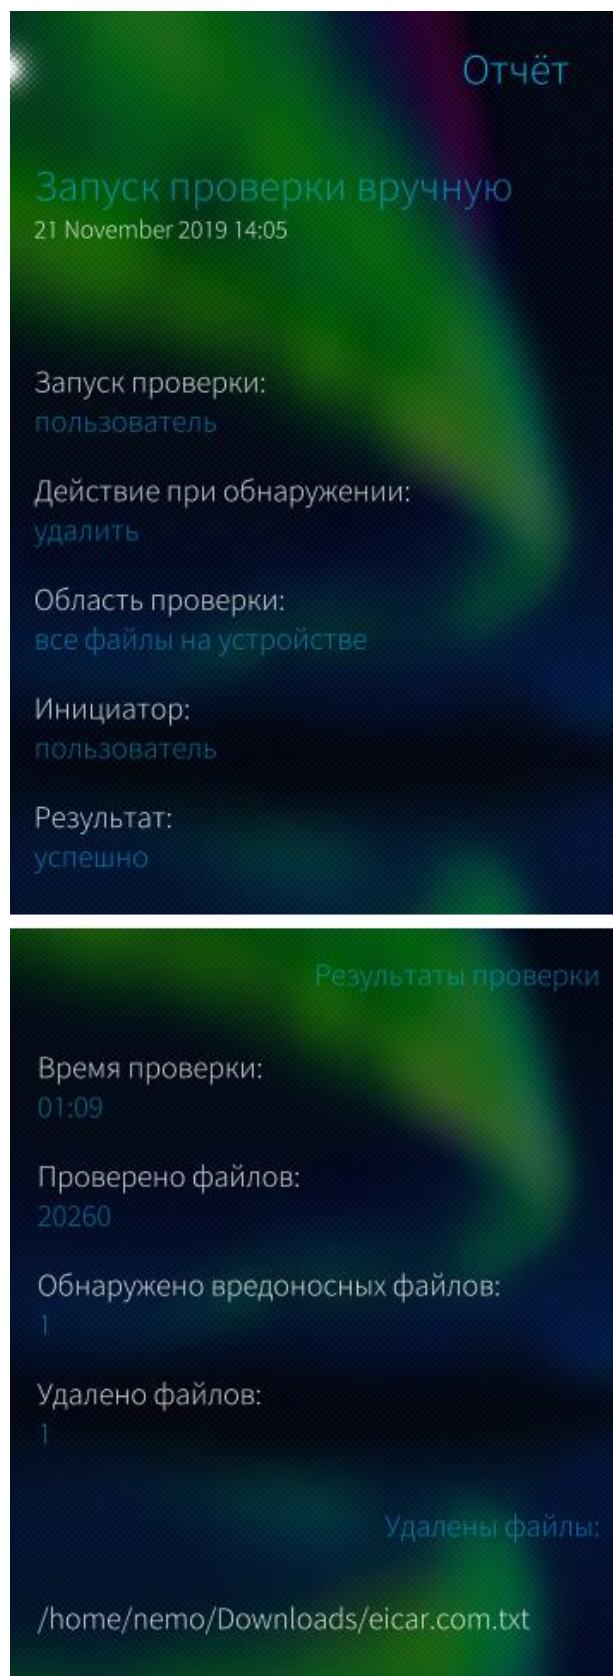 Отчёт
Запуск проверки вручную
21 November 2019 14:05
Запуск проверки:
пользователь
Действие при обнаружении:
удалить
Область проверки:
все файлы на устройстве
Инициатор:
пользователь
Результат:
успешно
Результаты проверки
Время проверки:
01:09
Проверено файлов:
20260
Обнаружено вредоносных файлов:
1
Удалено файлов:
1
Удалены файлы:
/home/nemo/Downloads/eicar.com.txt